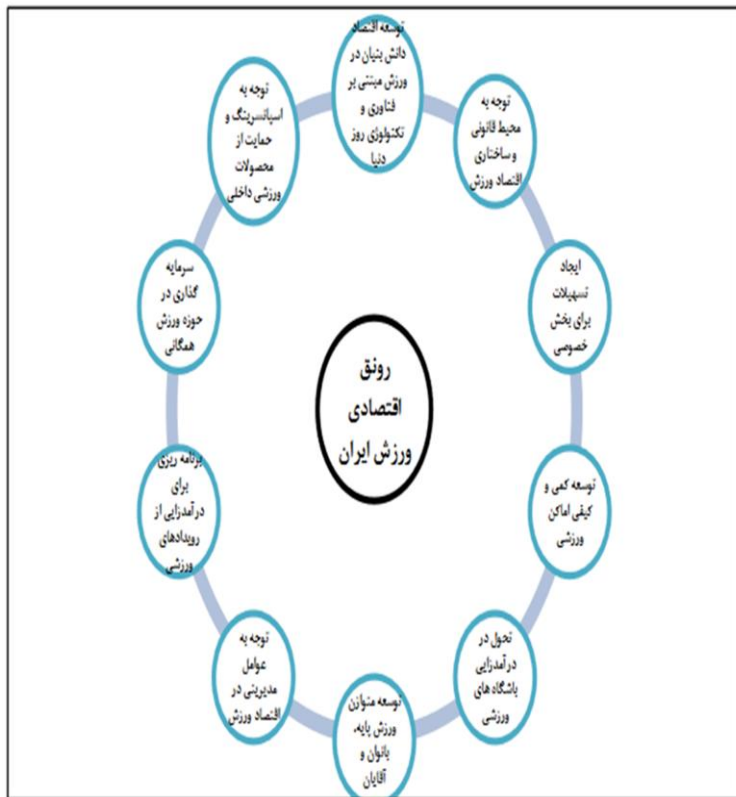 توسعه اقتصاد
دانش بنیان در
ورزش مبتنی بر
فناوری و
تکنولوژی روز
دنیا
توجه به
محیط قانونی
و ساختاری
اقتصاد ورزش
ایجاد
تسهیلات
برای بخش
خصوصی
توسعه کمی و
کیفی اماکن
ورزشی
تحول در
درآمدزایی
باشگاه های
ورزشی
توسعه متوازن
ورزش پایه،
بانوان و
آقایان
توجه به
عوامل
مدیریتی در
اقتصاد ورزش
برنامه ریزی
برای
درآمدزایی از
رویدادهای
ورزشی
سرمایه
گذاری در
حوزه ورزش
همگانی
توجه به
اسپانسرینگ و
حمایت از
محصولات
ورزشی داخلی
رونق
اقتصادی
ورزش ایران